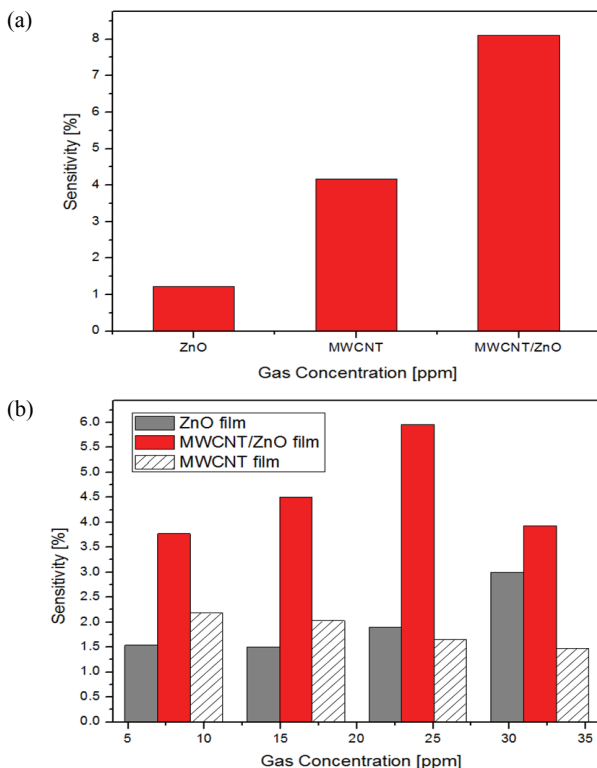 (a)
Sensitivity [%]
8
7
6
5
4
3
2
1
0
ZnO MWCNT MWCNT/ZnO
Gas Concentration [ppm]
(b)
ZnO film
MWCNT/ZnO film
MWCNT film
Sensitivity [%]
6.0
5.5
5.0
4.5
4.0
3.5
3.0
2.5
2.0
1.5
1.0
0.5
0.0
5 10 15 20 25 30 35
Gas Concentration [ppm]